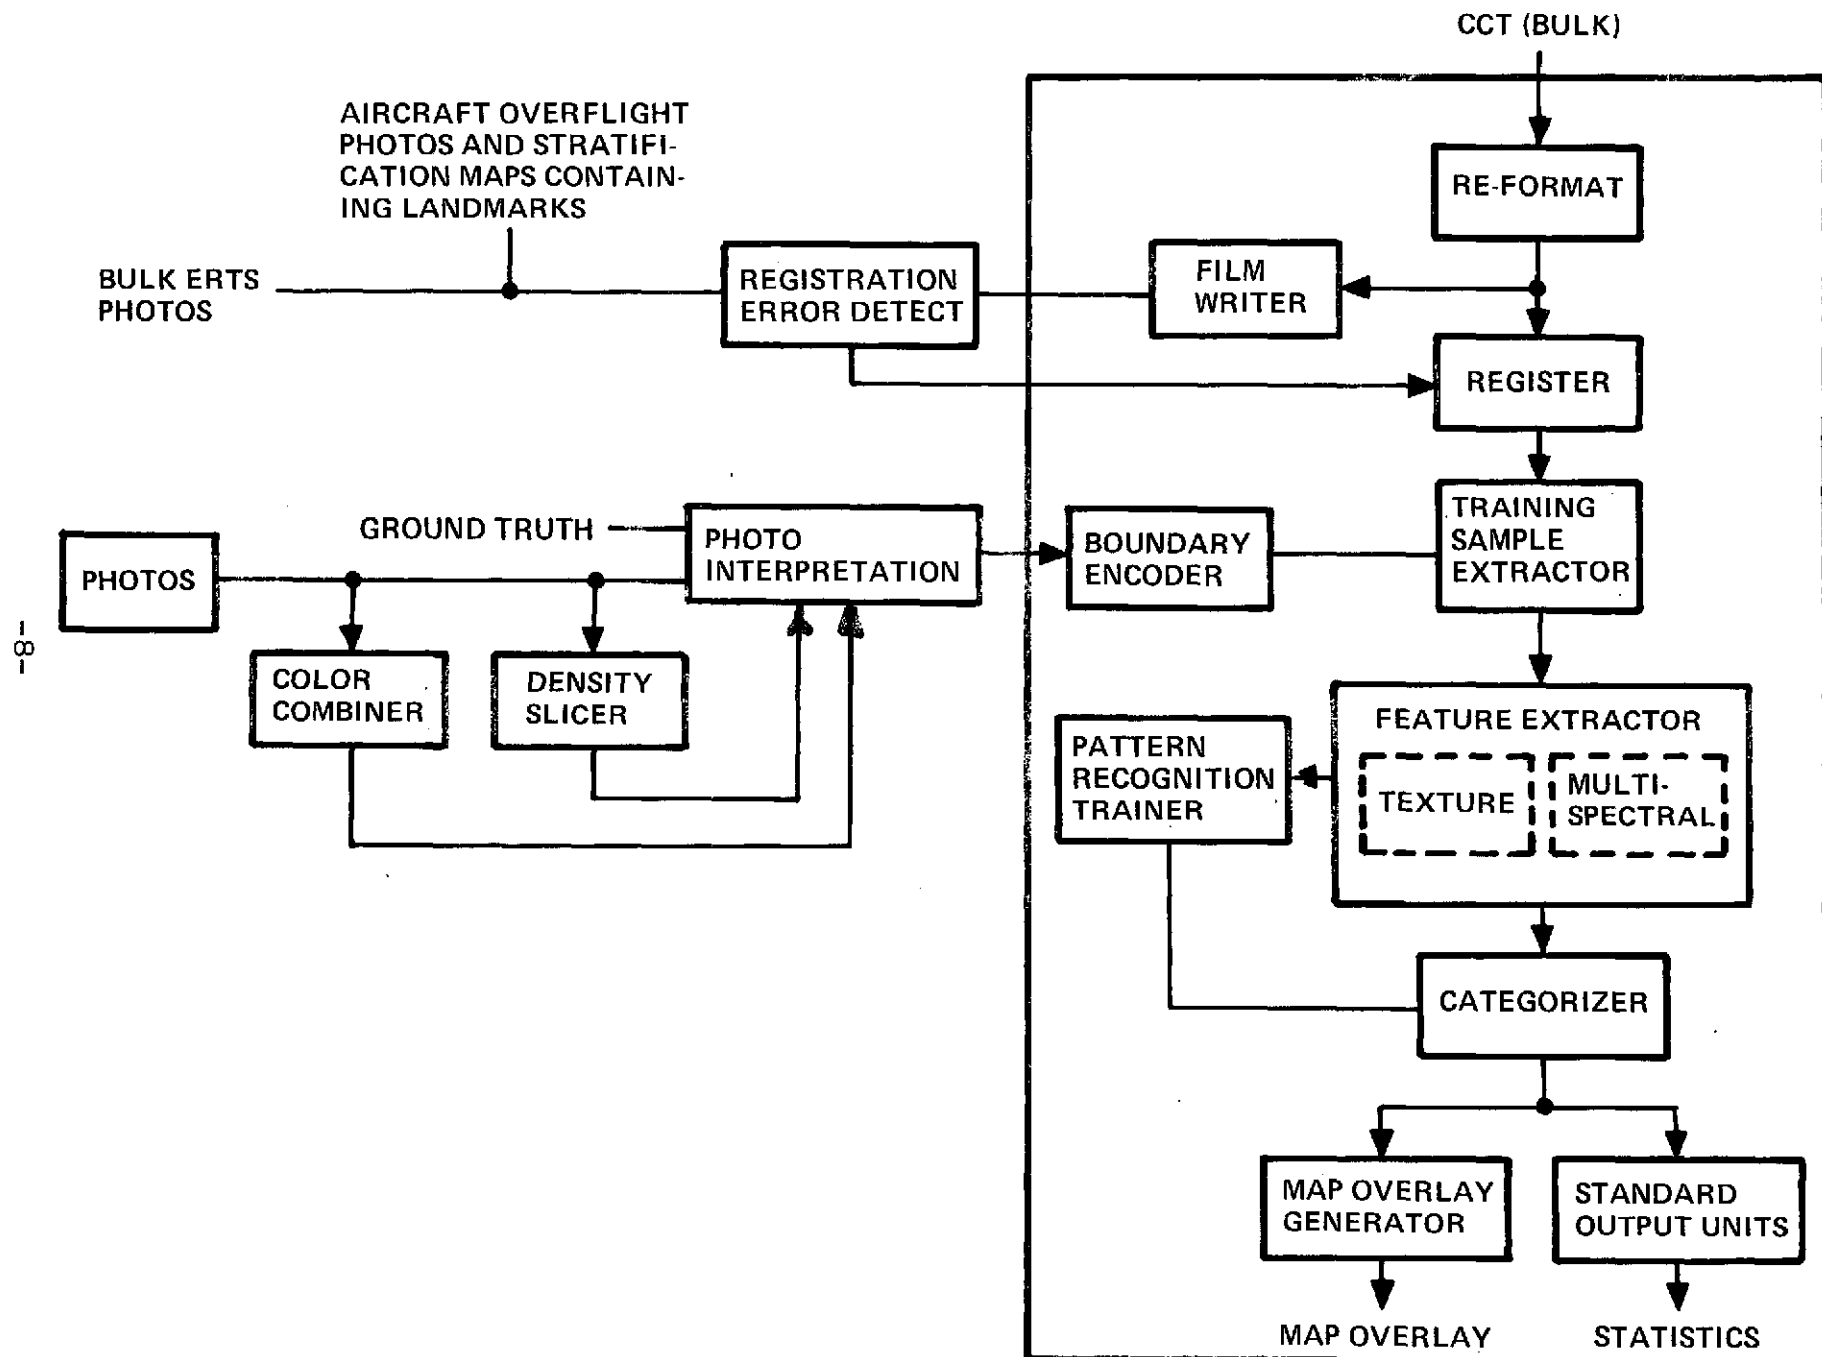 CCT (BULK)
AIRCRAFT OVERFLIGHT
PHOTOS AND STRATIFI-
CATION MAPS CONTAIN-
ING LANDMARKS
RE-FORMAT
BULK ERTS
PHOTOS
REGISTRATION
ERROR DETECT
FILM
WRITER
REGISTER
GROUND TRUTH
PHOTOS
PHOTO
INTERPRETATION
BOUNDARY
ENCODER
TRAINING
SAMPLE
EXTRACTOR
-8-
COLOR
COMBINER
DENSITY
SLICER
PATTERN
RECOGNITION
TRAINER
FEATURE EXTRACTOR
TEXTURE
MULTI-
SPECTRAL
CATEGORIZER
MAP OVERLAY
GENERATOR
STANDARD
OUTPUT UNITS
MAP OVERLAY
STATISTICS